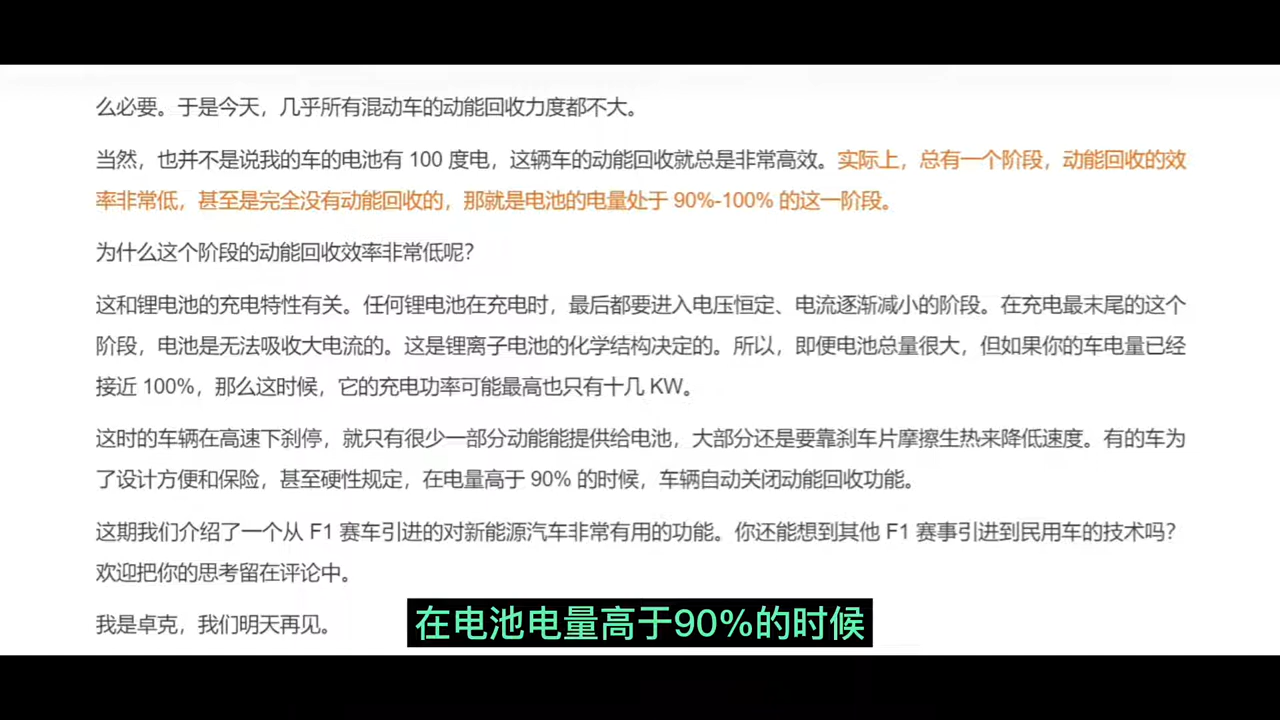 么必要。于是今天，几乎所有混动车的动能回收力度都不大。
当然，也并不是说我的车的电池有 100 度电，这辆车的动能回收就总是非常高效。实际上，总有一个阶段，动能回收的效
率非常低，甚至是完全没有动能回收的，那就是电池的电量处于 90%-100% 的这一阶段。
为什么这个阶段的动能回收效率非常低呢？
这和锂电池的充电特性有关。任何锂电池在充电时，最后都要进入电压恒定、电流逐渐减小的阶段。在充电最末尾的这个
阶段，电池是无法吸收大电流的。这是锂离子电池的化学结构决定的。所以，即便电池总量很大，但如果你的车电量已经
接近 100%，那么这时候，它的充电功率可能最高也只有十几 KW。
这时的车辆在高速下刹停，就只有很少一部分动能能提供给电池，大部分还是要靠刹车片摩擦生热来降低速度。有的车为
了设计方便和保险，甚至硬性规定，在电量高于 90% 的时候，车辆自动关闭动能回收功能。
这期我们介绍了一个从 F1 赛车引进的对新能源汽车非常有用的功能。你还能想到其他 F1 赛事引进到民用车的技术吗？
欢迎把你的思考留在评论中。
我是卓克，我们明天再见。
在电池电量高于90%的时候